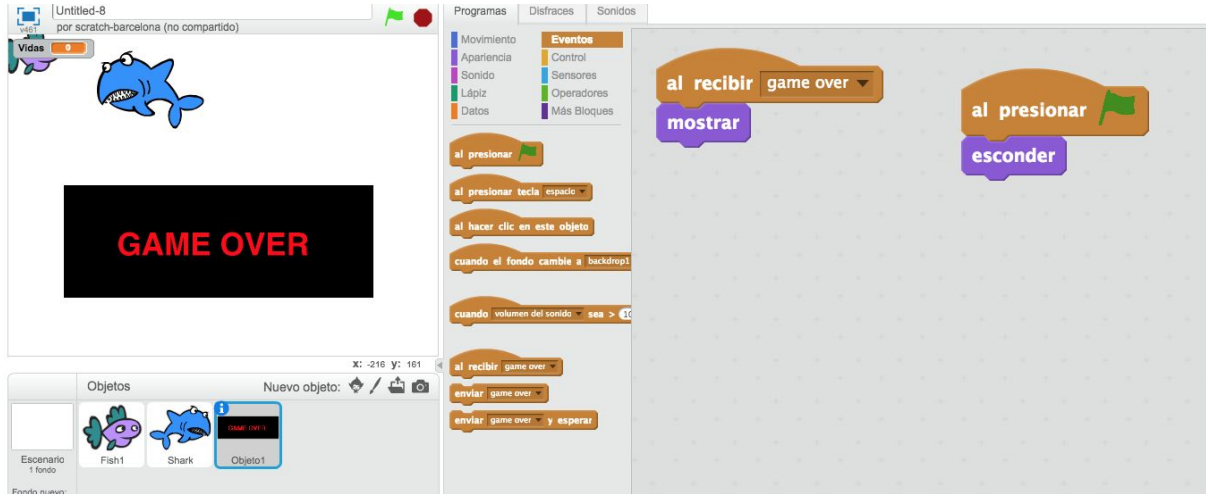 Untitled-8
por scratch-barcelona (no compartido)
v461
Vidas 0
GAME OVER
x: -216 y: 161
Objetos
Nuevo objeto:
Escenario
1 fondo
Fondo nuevo:
Fish1
Shark
GAME OVER
Objeto1
Programas
Disfraces
Sonidos
Movimiento
Apariencia
Sonido
Lápiz
Datos
Eventos
Control
Sensores
Operadores
Más Bloques
al presionar
al presionar tecla espacio
al hacer clic en este objeto
cuando el fondo cambie a backdrop1
cuando volumen del sonido sea > 10
al recibir game over
enviar game over
enviar game over y esperar
al recibir game over
mostrar
al presionar
esconder